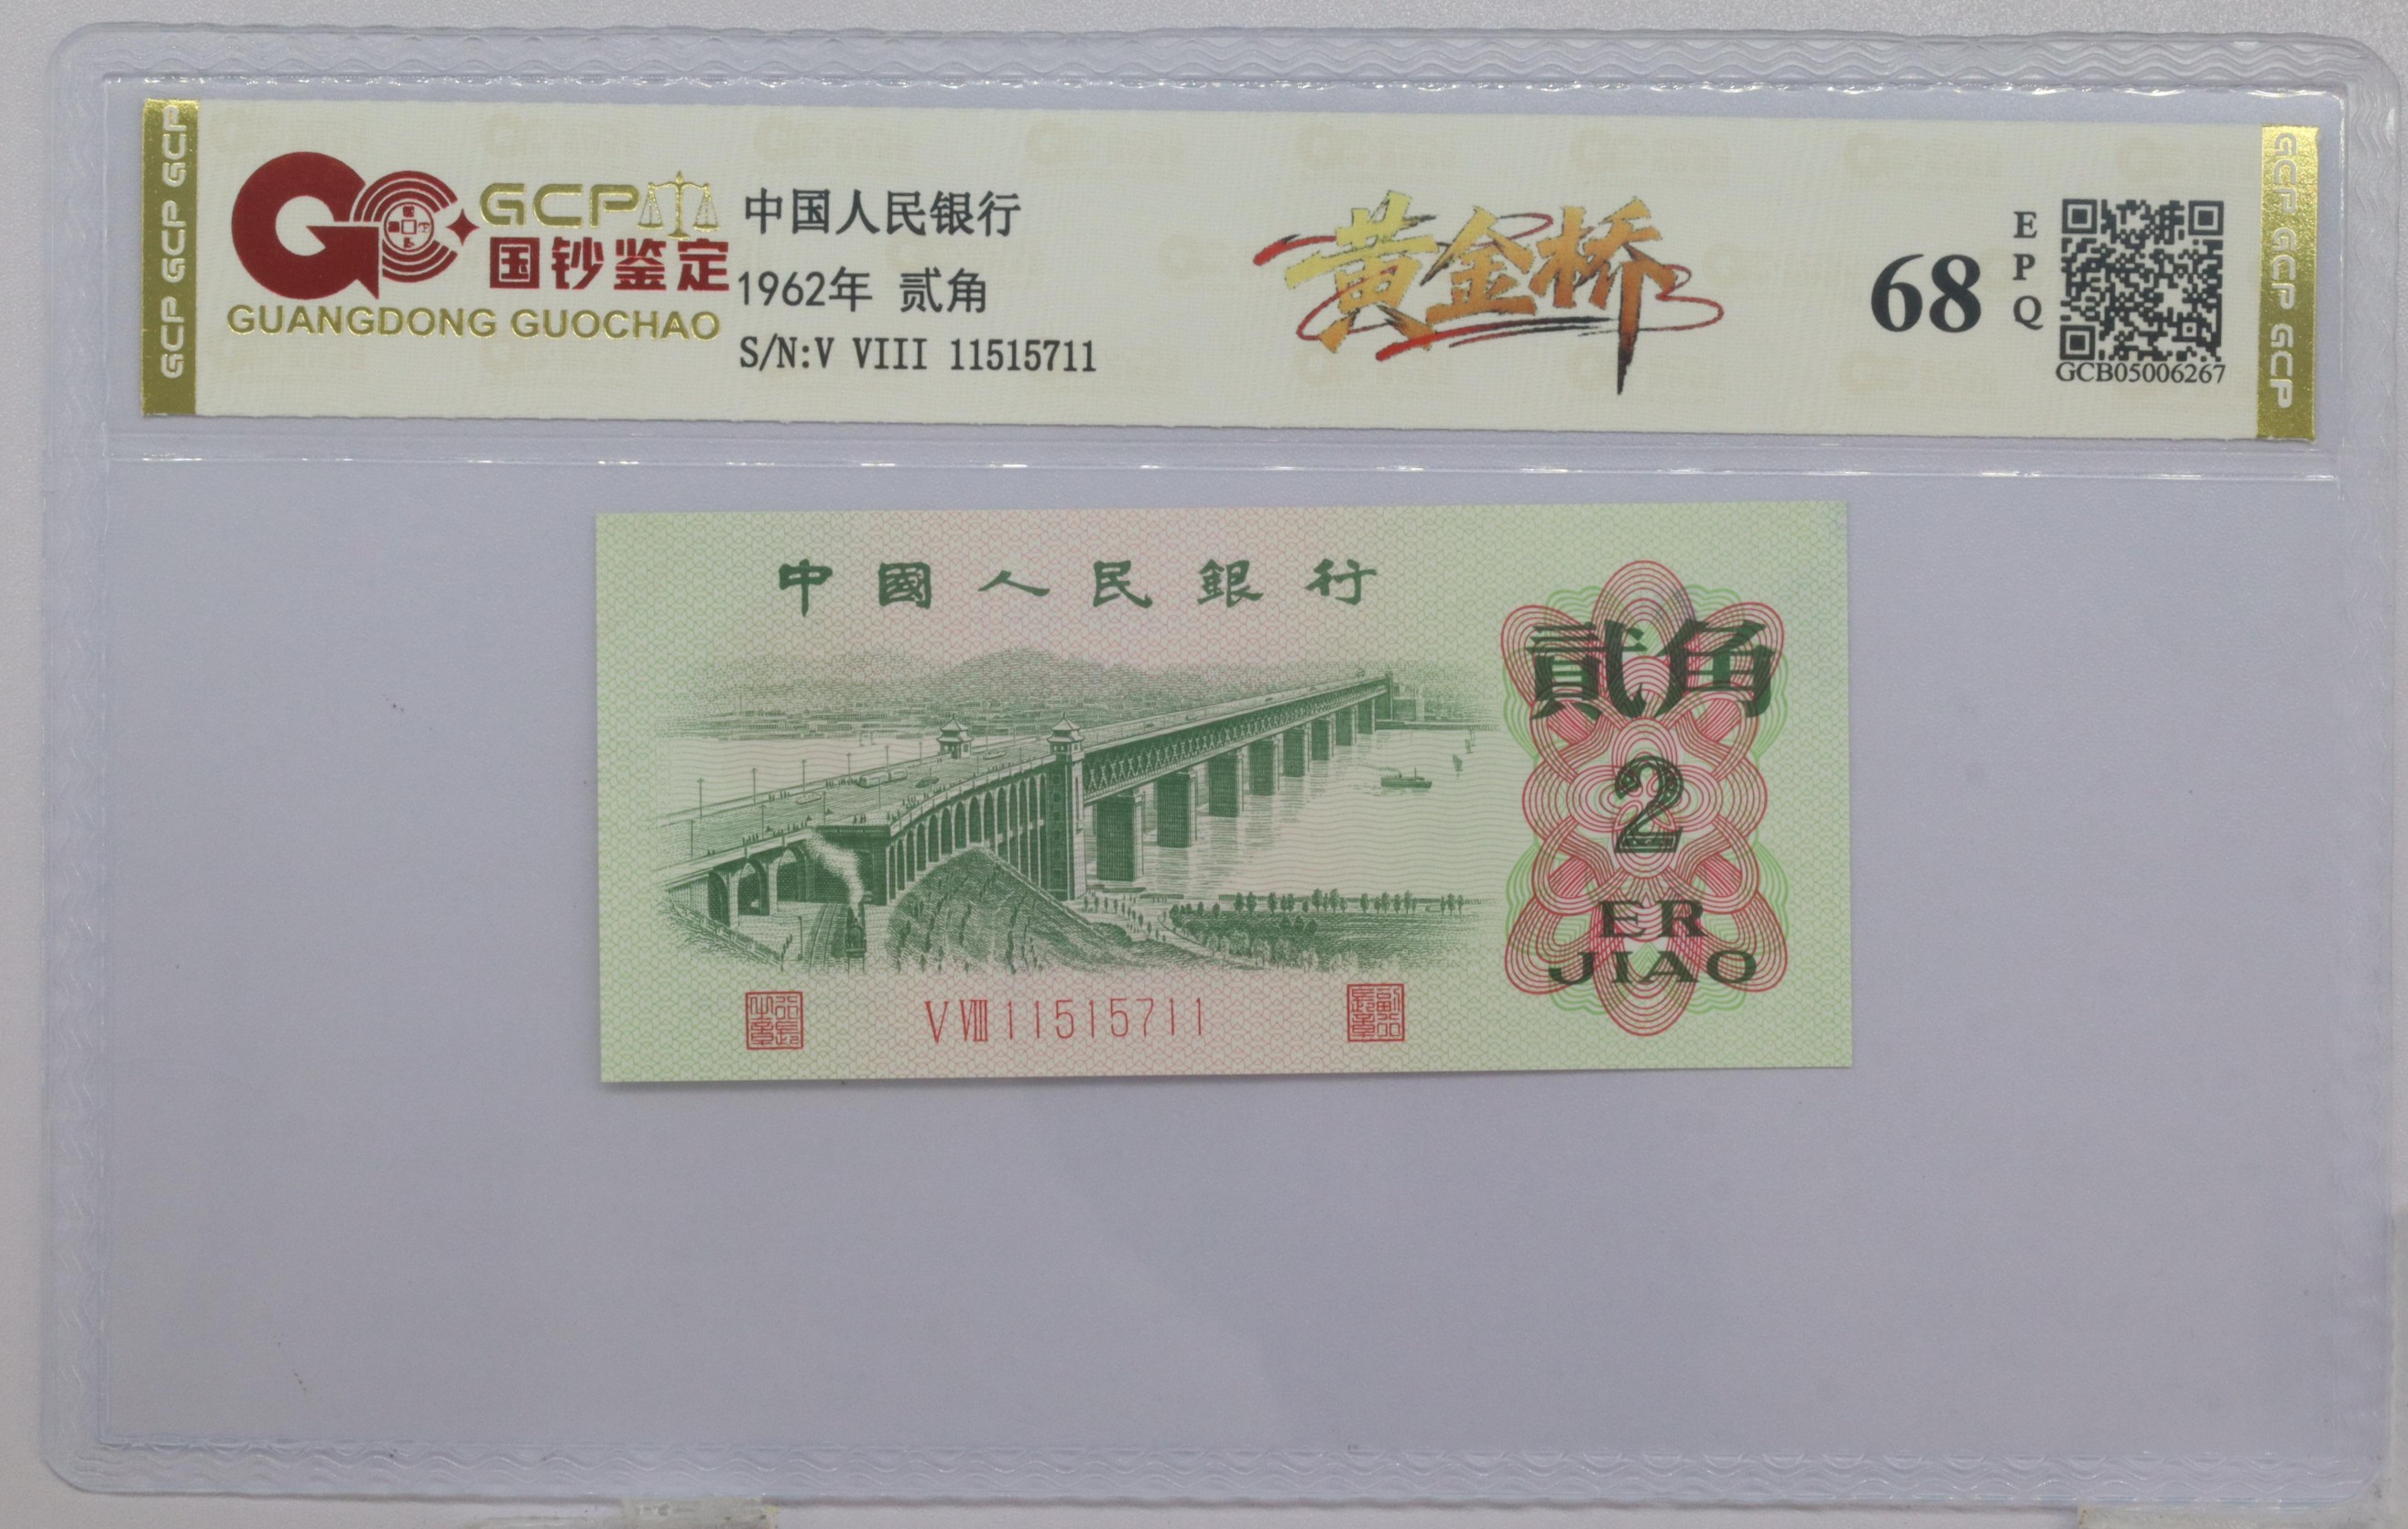 GCP GCP GCP
GCP
国钞鉴定
GUANGDONG GUOCHAO
中国人民银行
1962年 贰角
S/N:V VIII 11515711
黄金桥
68
EPQ
GCB05006267
GCP GCP GCP
中國人民銀行
貳角
2
ER
JIAO
V VIII 11515711